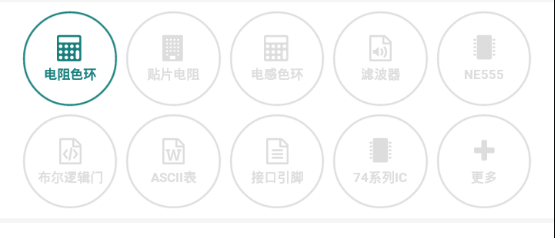 电阻色环
贴片电阻
电感色环
滤波器
NE555
布尔逻辑门
W
ASCII表
接口引脚
74系列IC
更多